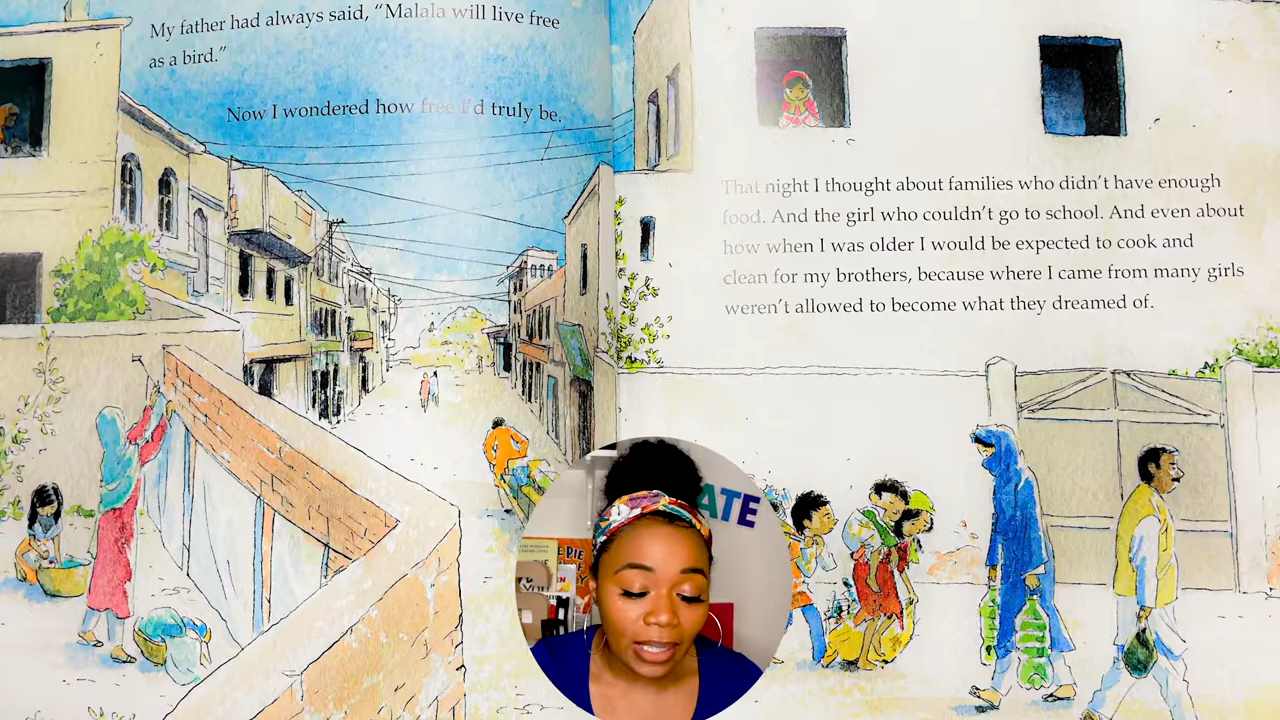 My father had always said, “Malala will live free
as a bird.”
Now I wondered how free I’d truly be.
That night I thought about families who didn’t have enough
food. And the girl who couldn’t go to school. And even about
how when I was older I would be expected to cook and
clean for my brothers, because where I came from many girls
weren’t allowed to become what they dreamed of.
ATE